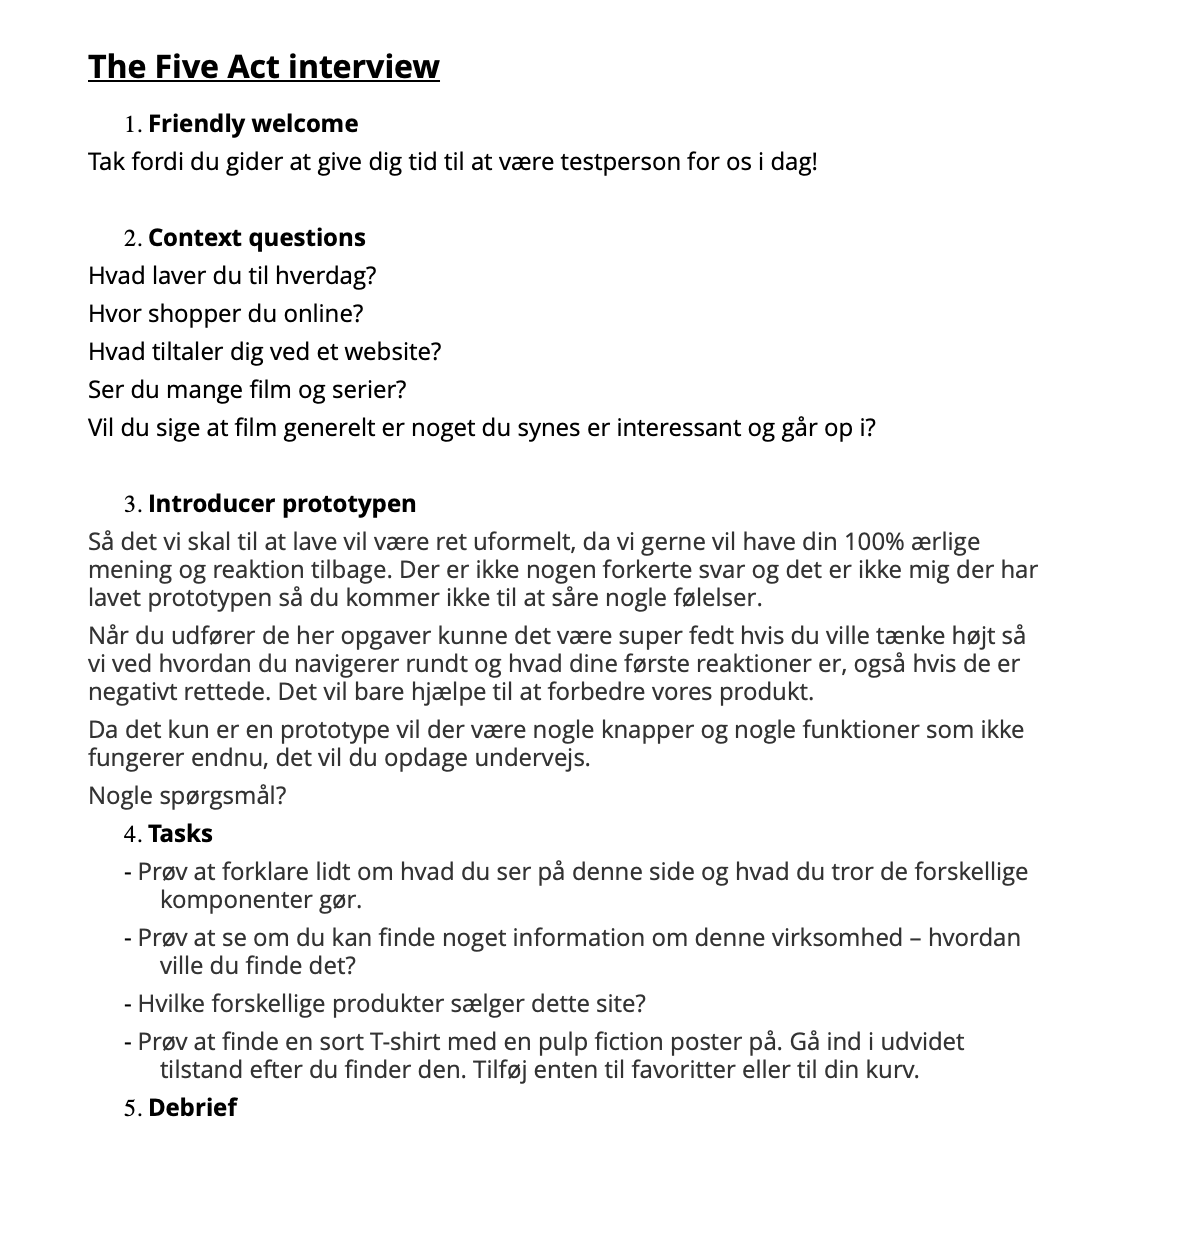 The Five Act interview
1. Friendly welcome
Tak fordi du gider at give dig tid til at være testperson for os i dag!
2. Context questions
Hvad laver du til hverdag?
Hvor shopper du online?
Hvad tiltaler dig ved et website?
Ser du mange film og serier?
Vil du sige at film generelt er noget du synes er interessant og går op i?
3. Introducer prototypen
Så det vi skal til at lave vil være ret uformelt, da vi gerne vil have din 100% ærlige
mening og reaktion tilbage. Der er ikke nogen forkerte svar og det er ikke mig der har
lavet prototypen så du kommer ikke til at såre nogle følelser.
Når du udfører de her opgaver kunne det være super fedt hvis du ville tænke højt så
vi ved hvordan du navigerer rundt og hvad dine første reaktioner er, også hvis de er
negativt rettede. Det vil bare hjælpe til at forbedre vores produkt.
Da det kun er en prototype vil der være nogle knapper og nogle funktioner som ikke
fungerer endnu, det vil du opdage undervejs.
Nogle spørgsmål?
4. Tasks
- Prøv at forklare lidt om hvad du ser på denne side og hvad du tror de forskellige
komponenter gør.
- Prøv at se om du kan finde noget information om denne virksomhed – hvordan
ville du finde det?
- Hvilke forskellige produkter sælger dette site?
- Prøv at finde en sort T-shirt med en pulp fiction poster på. Gå ind i udvidet
tilstand efter du finder den. Tilføj enten til favoritter eller til din kurv.
5. Debrief